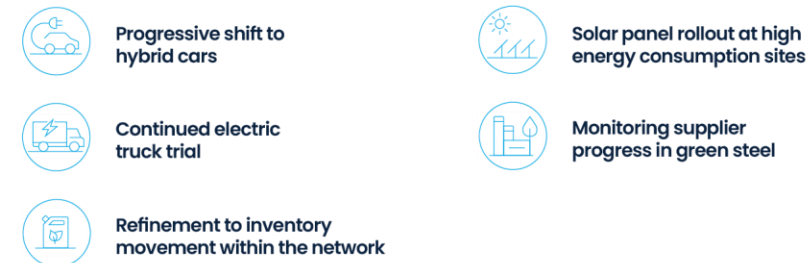 Progressive shift to
hybrid cars
Continued electric
truck trial
Refinement to inventory
movement within the network
Solar panel rollout at high
energy consumption sites
Monitoring supplier
progress in green steel